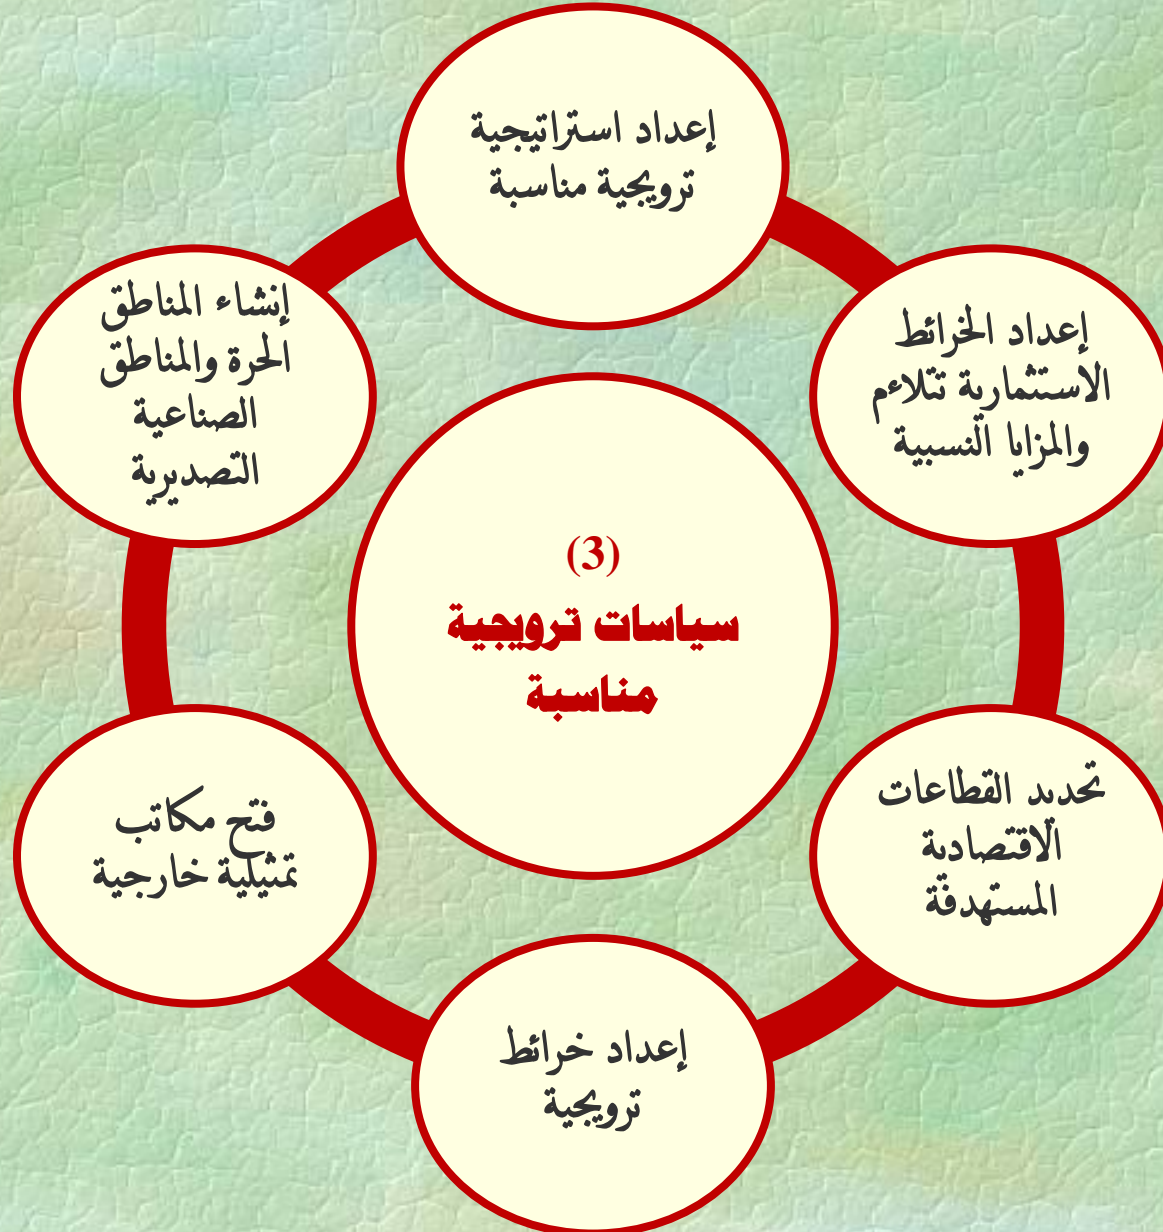 إعداد استراتيجية
ترويجية مناسبة
إعداد الخرائط
الاستثمارية تتلاءم
والمزايا النسبية
تحديد القطاعات
الاقتصادية
المستهدفة
إعداد خرائط
ترويجية
فتح مكاتب
تمثيلية خارجية
إنشاء المناطق
الحرة والمناطق
الصناعية
التصديرية
(3)
سياسات ترويجية
مناسبة